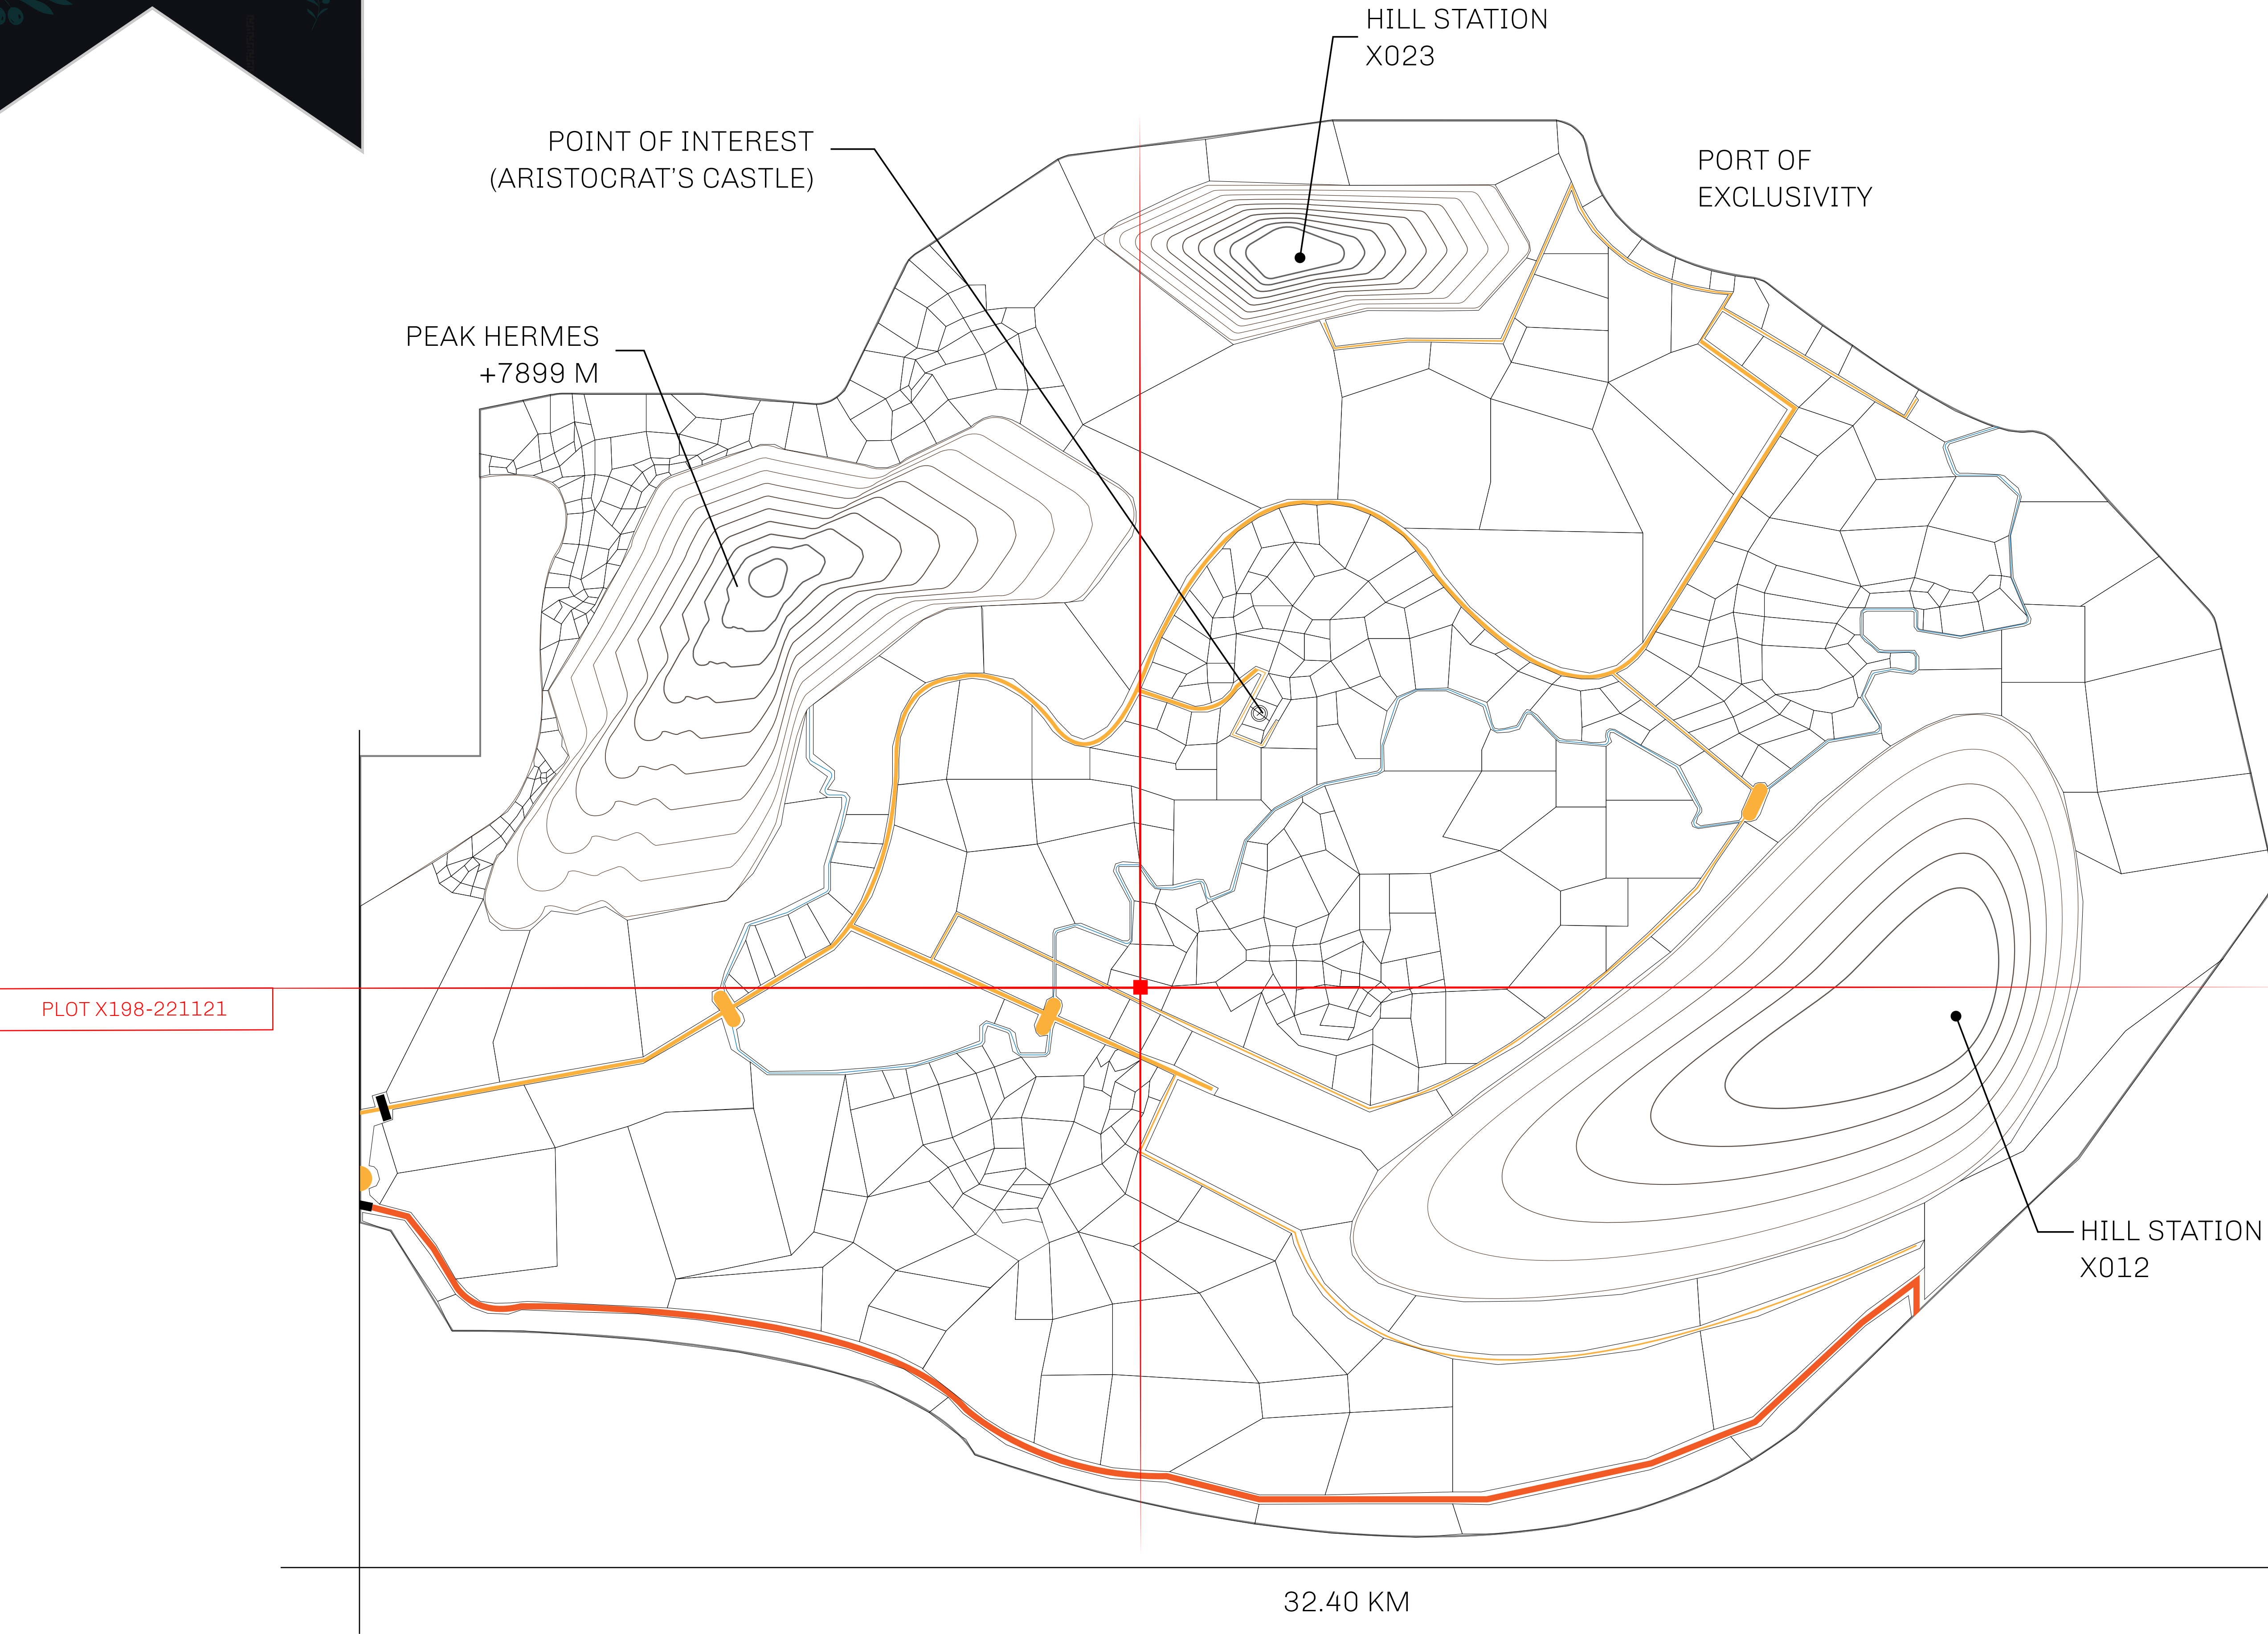 HILL STATION
X023
POINT OF INTEREST
(ARISTOCRAT'S CASTLE)
PORT OF
EXCLUSIVITY
PEAK HERMES
+7899 M
PLOT X198-221121
HILL STATION
X012
32.40 KM